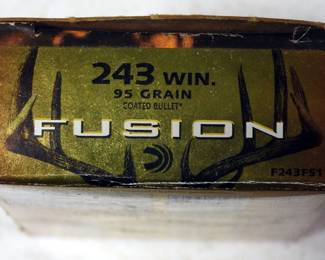 243 WIN.
95 GRAIN
COATED BULLET*
FUSION
F243FS1